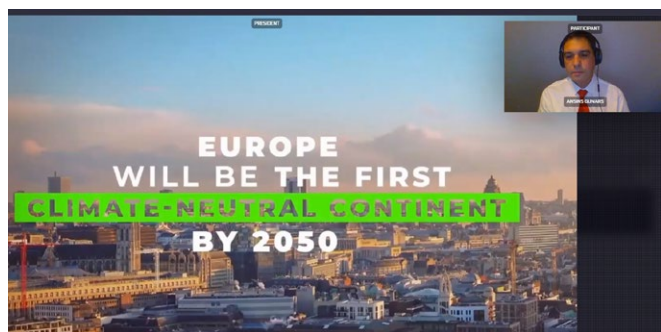 PRESIDENT
PARTICIPANT
EUROPE
WILL BE THE FIRST
CLIMATE-NEUTRAL CONTINENT
BY 2050